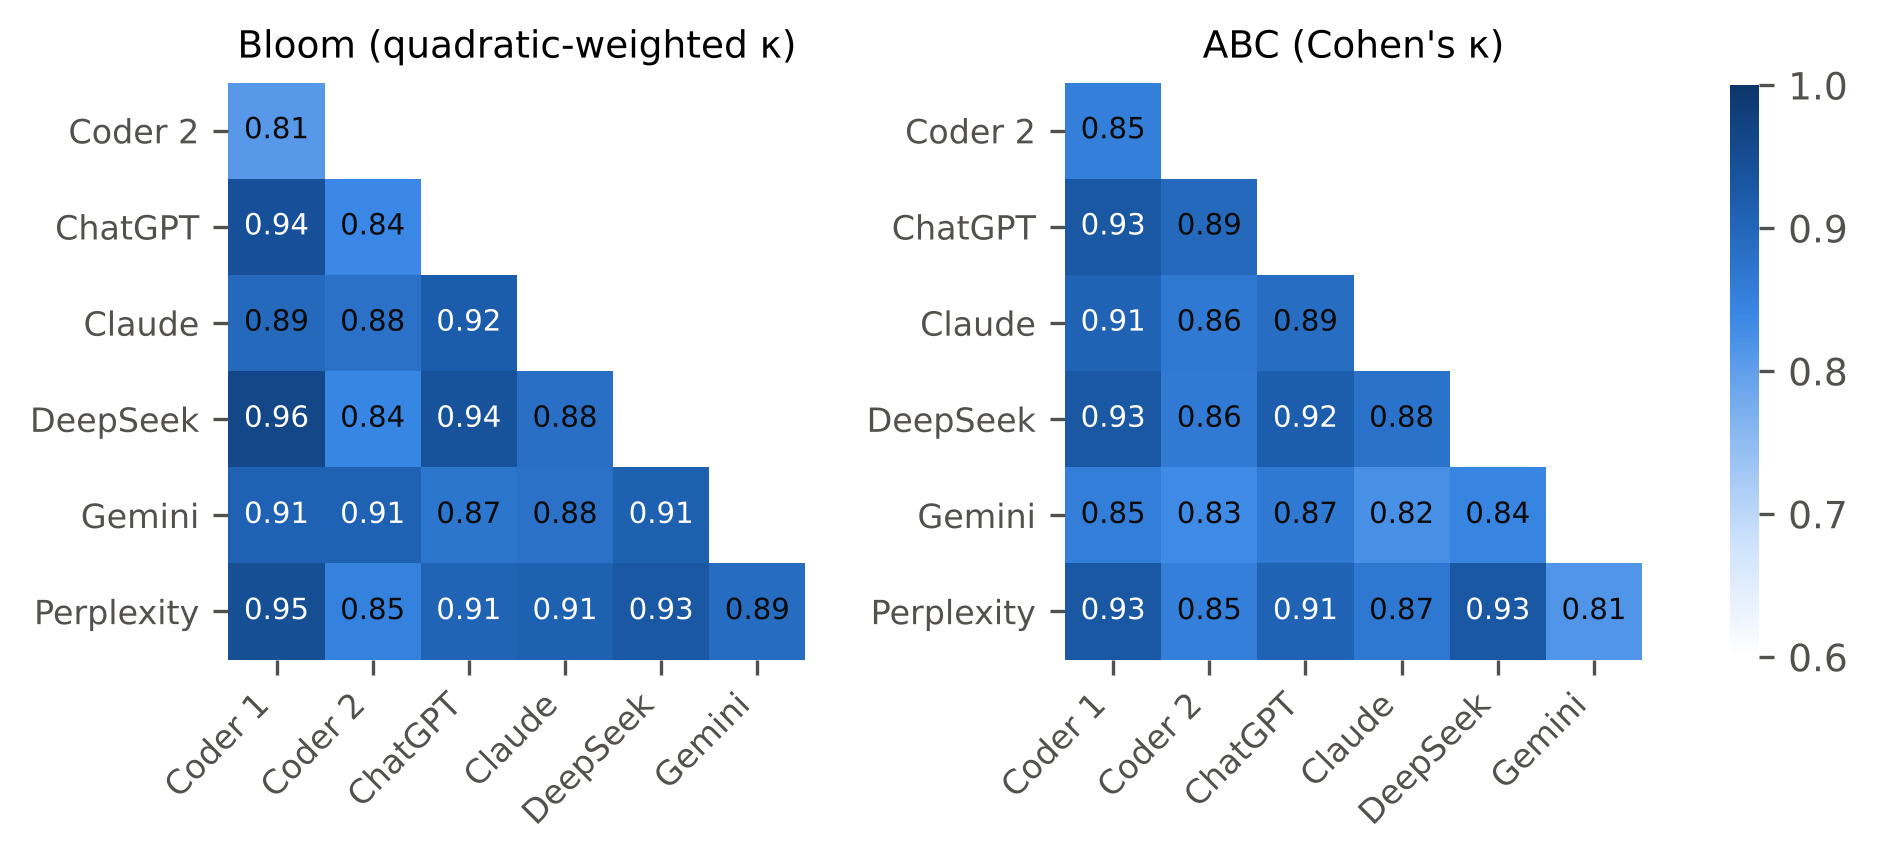 Bloom (quadratic-weighted κ)
Coder 2 0.81
ChatGPT 0.94 0.84
Claude 0.89 0.88 0.92
DeepSeek 0.96 0.84 0.94 0.88
Gemini 0.91 0.91 0.87 0.88 0.91
Perplexity 0.95 0.85 0.91 0.91 0.93 0.89
Coder 1 Coder 2 ChatGPT Claude DeepSeek Gemini
ABC (Cohen's κ)
Coder 2 0.85
ChatGPT 0.93 0.89
Claude 0.91 0.86 0.89
DeepSeek 0.93 0.86 0.92 0.88
Gemini 0.85 0.83 0.87 0.82 0.84
Perplexity 0.93 0.85 0.91 0.87 0.93 0.81
Coder 1 Coder 2 ChatGPT Claude DeepSeek Gemini
1.0
0.9
0.8
0.7
0.6